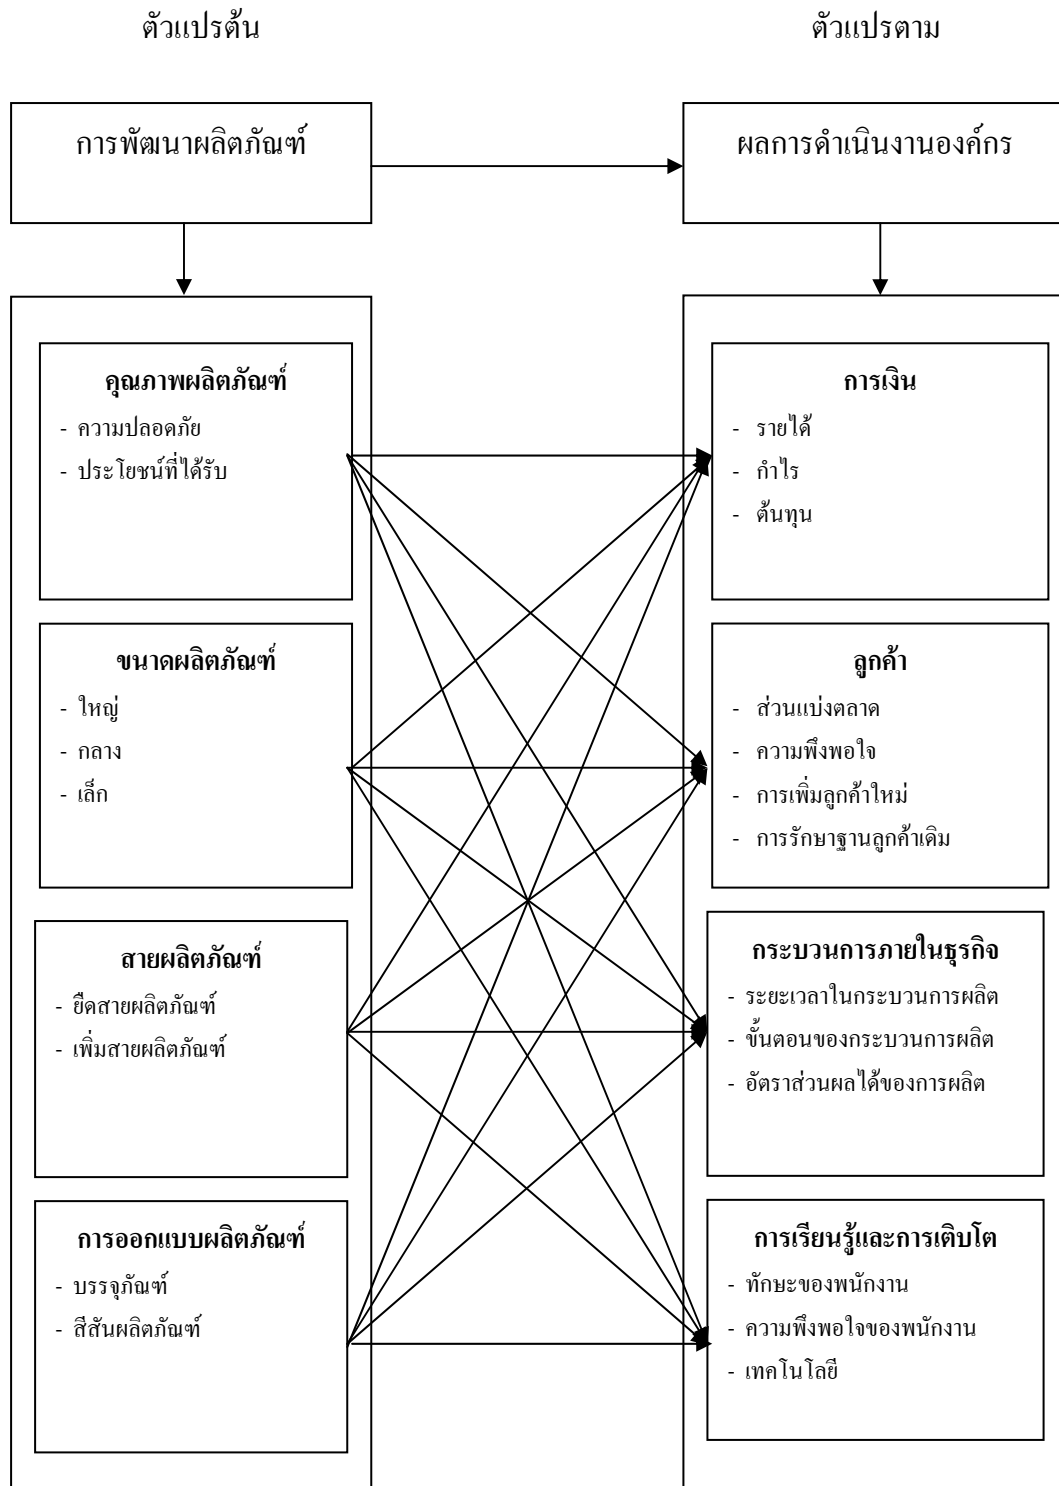 ตัวแปรต้น
ตัวแปรตาม
การพัฒนาผลิตภัณฑ์
ผลการดำเนินงานองค์กร
คุณภาพผลิตภัณฑ์
- ความปลอดภัย
- ประโยชน์ที่ได้รับ
ขนาดผลิตภัณฑ์
- ใหญ่
- กลาง
- เล็ก
สายผลิตภัณฑ์
- ยืดสายผลิตภัณฑ์
- เพิ่มสายผลิตภัณฑ์
การออกแบบผลิตภัณฑ์
- บรรจุภัณฑ์
- สีสันผลิตภัณฑ์
การเงิน
- รายได้
- กำไร
- ต้นทุน
ลูกค้า
- ส่วนแบ่งตลาด
- ความพึงพอใจ
- การเพิ่มลูกค้าใหม่
- การรักษาฐานลูกค้าเดิม
กระบวนการภายในธุรกิจ
- ระยะเวลาในกระบวนการผลิต
- ขั้นตอนของกระบวนการผลิต
- อัตราส่วนผลได้ของการผลิต
การเรียนรู้และการเติบโต
- ทักษะของพนักงาน
- ความพึงพอใจของพนักงาน
- เทคโนโลยี